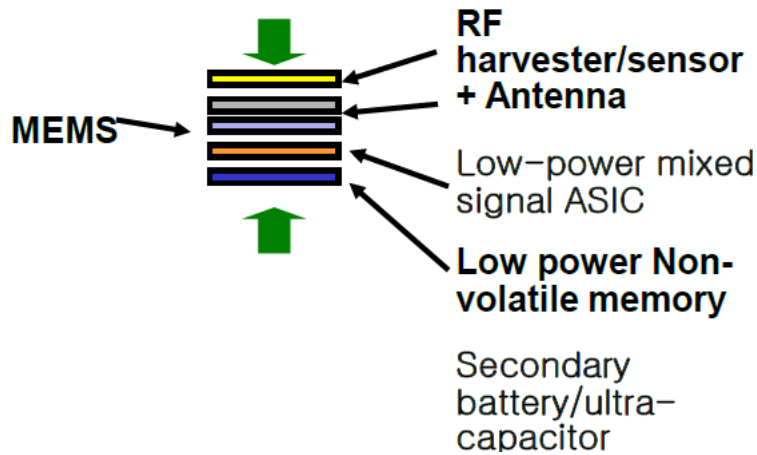 RF
harvester/sensor
+ Antenna
MEMS
Low-power mixed
signal ASIC
Low power Non-
volatile memory
Secondary
battery/ultra-
capacitor